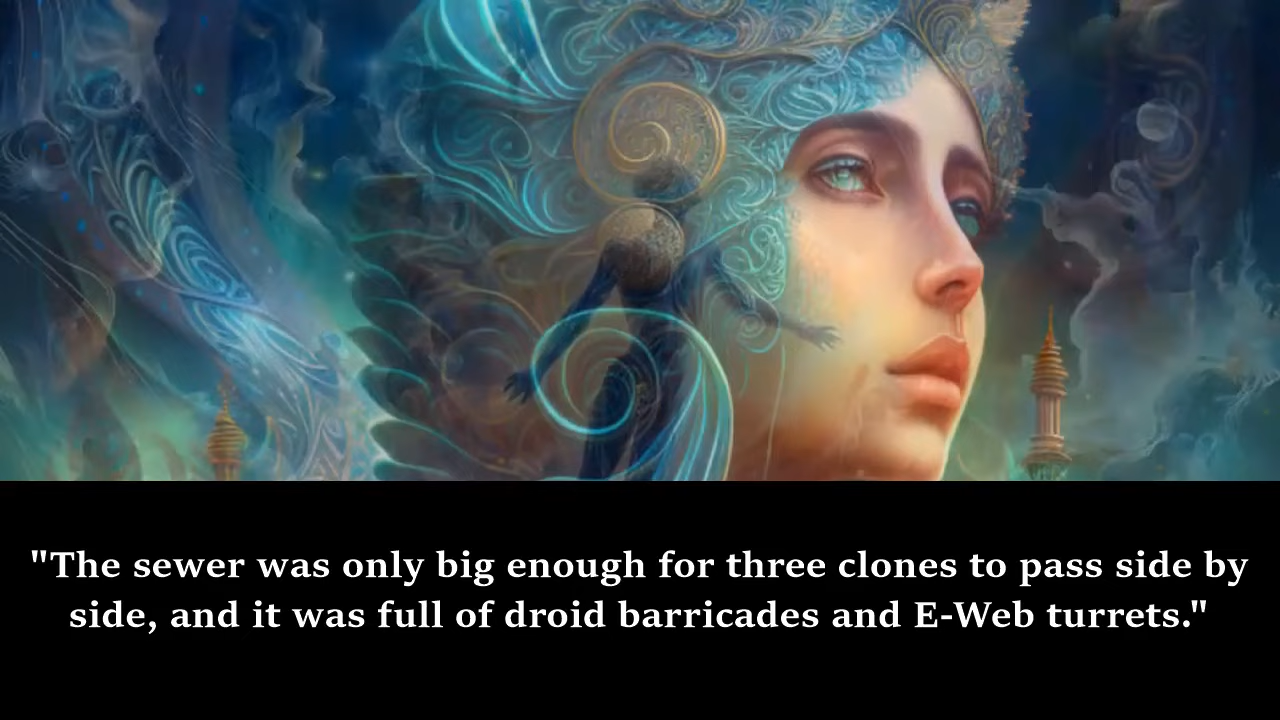 "The sewer was only big enough for three clones to pass side by
side, and it was full of droid barricades and E-Web turrets."